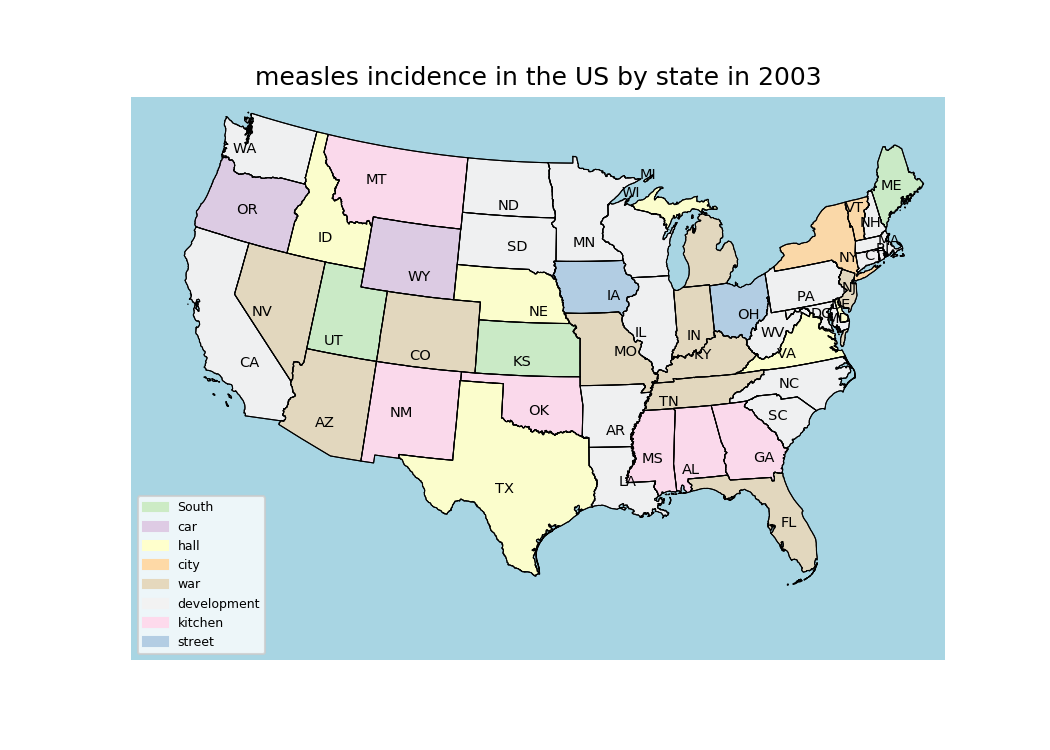 measles incidence in the US by state in 2003
WA
MT
ND
MI
WI
ME
VT
NH
OR
ID
SD
MN
MA
NY
CT
WY
IA
PA
NJ
NE
OH
DE
DC
MD
NV
UT
CO
KS
IL
IN
WV
MO
KY
VA
CA
NC
AZ
NM
OK
TN
AR
SC
MS
AL
GA
TX
LA
FL
South
car
hall
city
war
development
kitchen
street